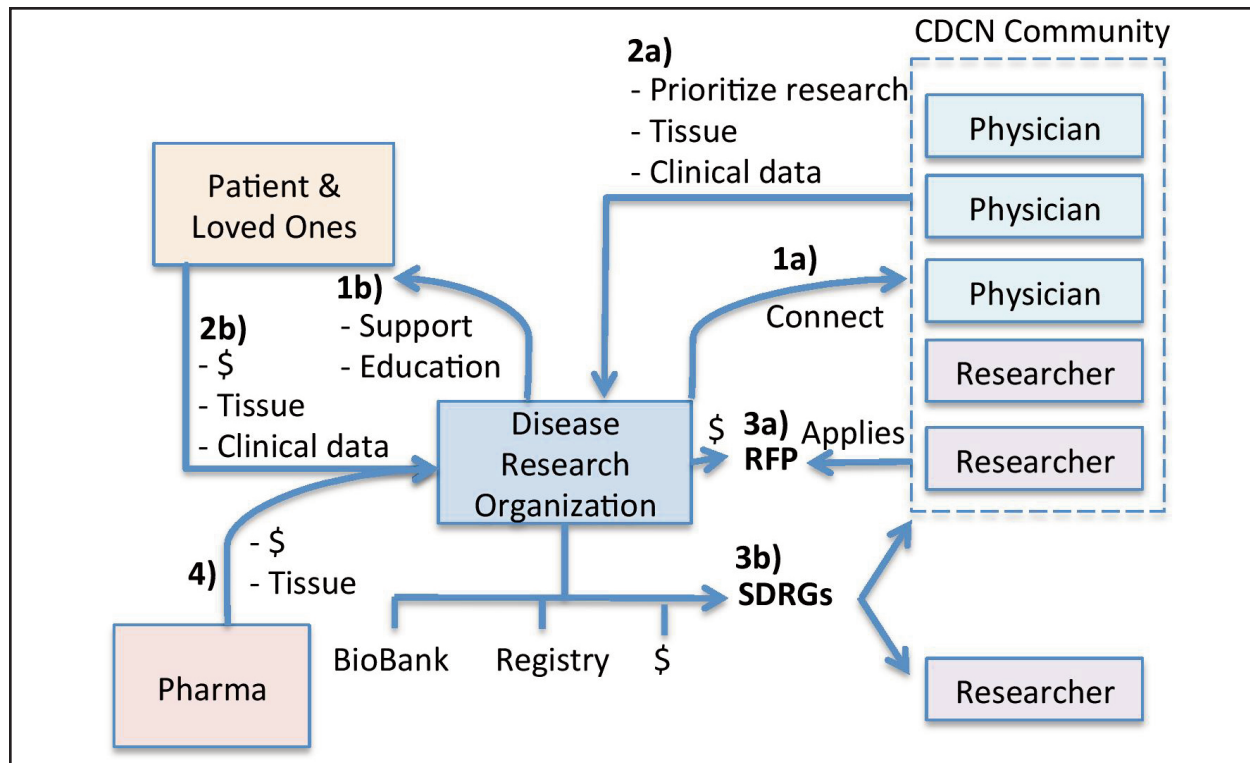 CDCN Community
2a)
- Prioritize research
- Tissue
- Clinical data
Physician
Physician
Physician
Researcher
Researcher
Patient &
Loved Ones
1a)
Connect
1b)
- Support
- Education
2b)
- $
- Tissue
- Clinical data
Disease
Research
Organization
$
3a)
RFP
Applies
4)
- $
- Tissue
3b)
SDRGs
BioBank
Registry
$
Pharma
Researcher